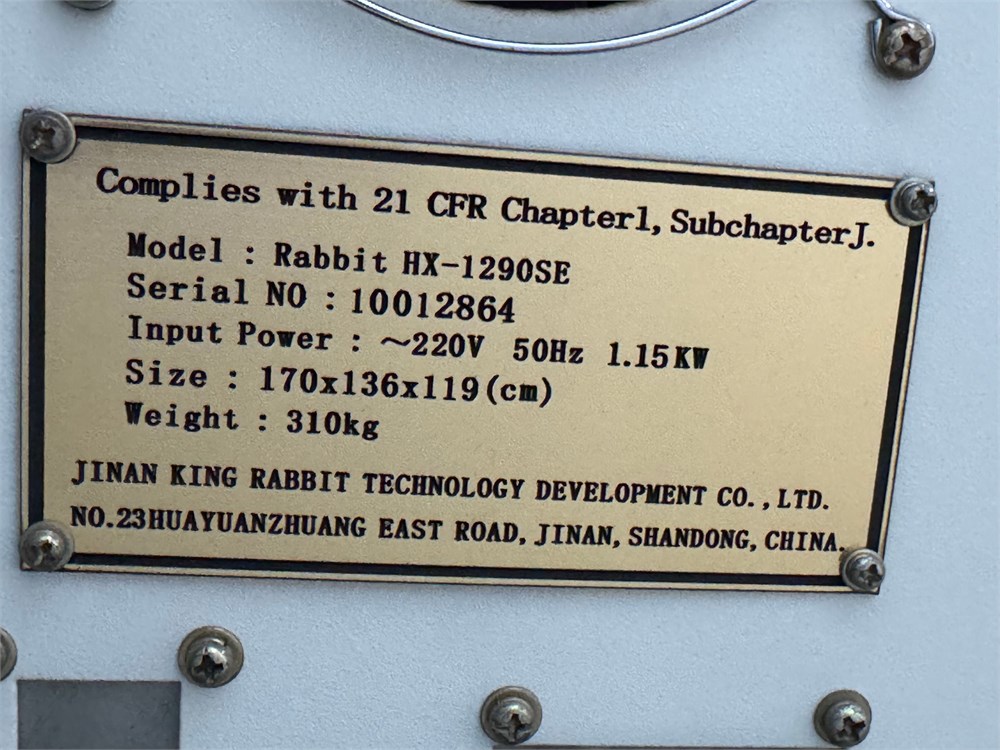 Complies with 21 CFR Chapter1, SubchapterJ.
Model : Rabbit HX-1290SE
Serial NO : 10012864
Input Power : ～220V 50Hz 1.15KW
Size : 170x136x119(cm)
Weight : 310kg
JINAN KING RABBIT TECHNOLOGY DEVELOPMENT CO.,LTD.
NO.23HUAYUANZHUANG EAST ROAD, JINAN, SHANDONG, CHINA.